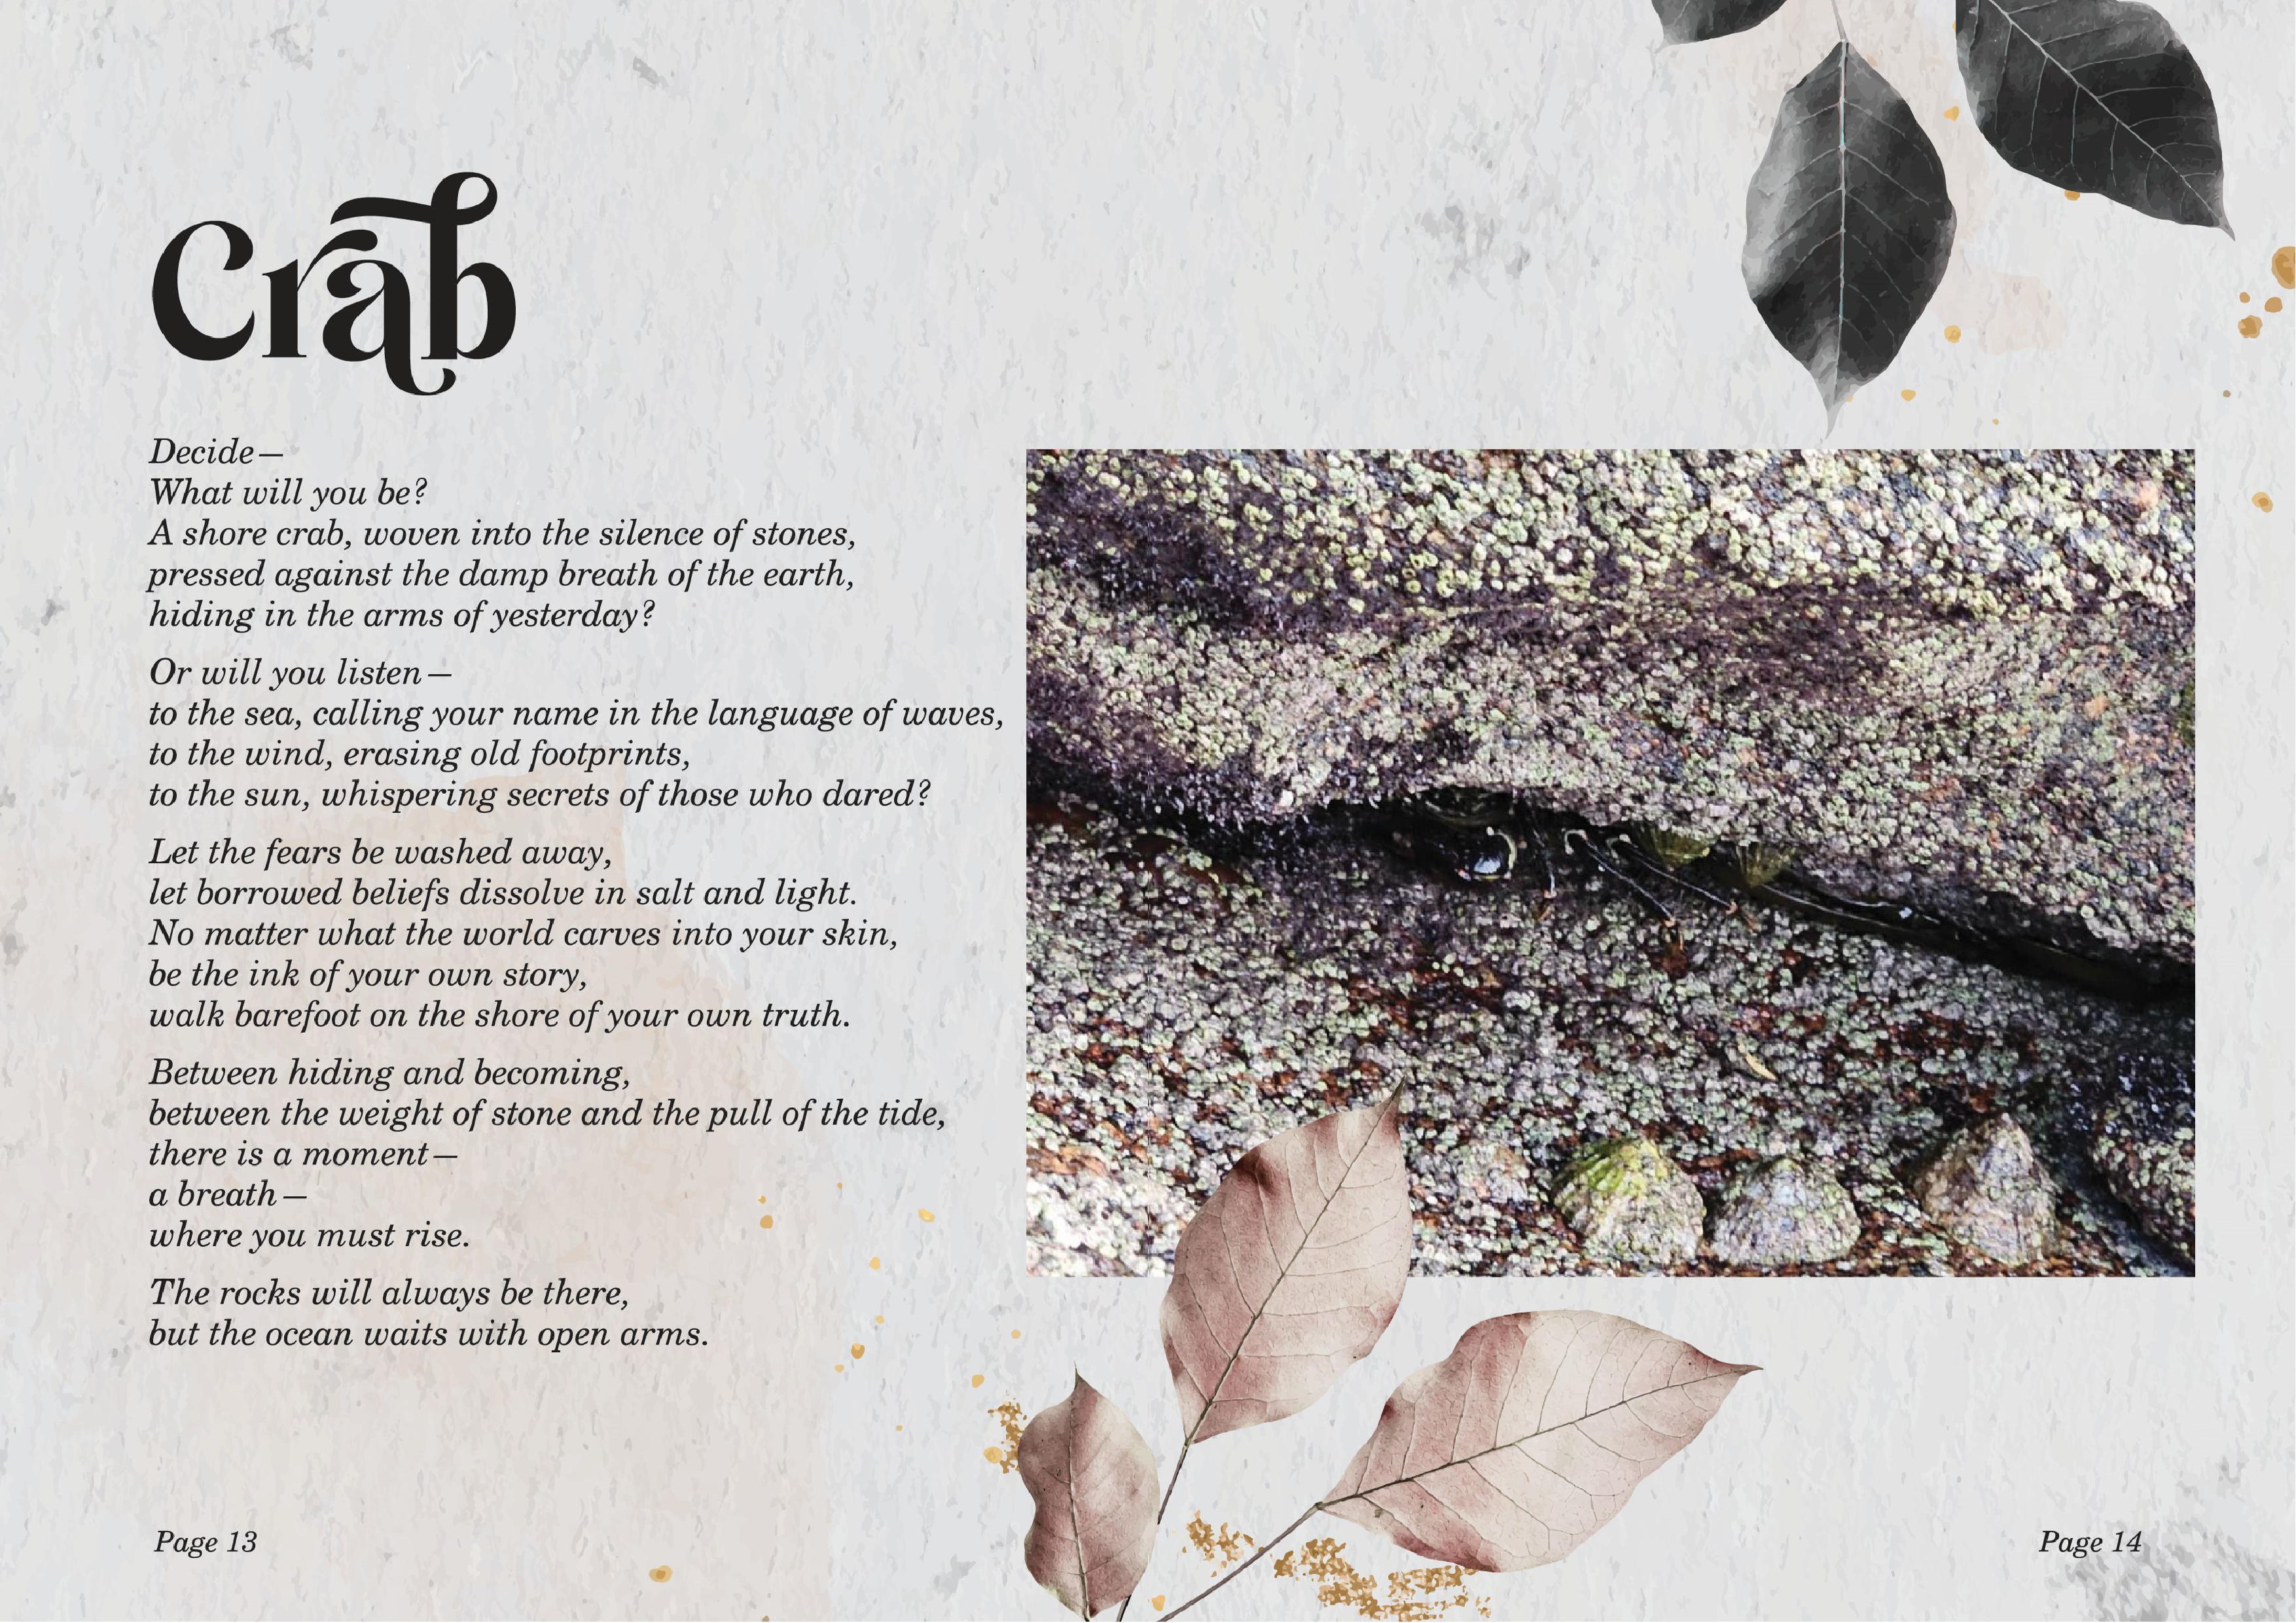 Crab
Decide—
What will you be?
A shore crab, woven into the silence of stones,
pressed against the damp breath of the earth,
hiding in the arms of yesterday?
Or will you listen—
to the sea, calling your name in the language of waves,
to the wind, erasing old footprints,
to the sun, whispering secrets of those who dared?
Let the fears be washed away,
let borrowed beliefs dissolve in salt and light.
No matter what the world carves into your skin,
be the ink of your own story,
walk barefoot on the shore of your own truth.
Between hiding and becoming,
between the weight of stone and the pull of the tide,
there is a moment—
a breath—
where you must rise.
The rocks will always be there,
but the ocean waits with open arms.
Page 13
Page 14